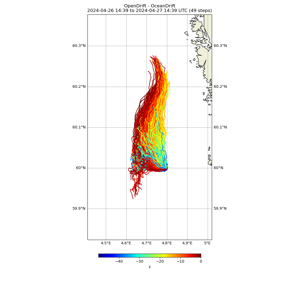 OpenDrift - OceanDrift
2024-04-26 14:39 to 2024-04-27 14:39 UTC (49 steps)
60.3°N 60.3°N
60.2°N 60.2°N
60.1°N 60.1°N
60°N 60°N
59.9°N 59.9°N
4.5°E 4.6°E 4.7°E 4.8°E 4.9°E 5°E
−40 −30 −20 −10 0
z